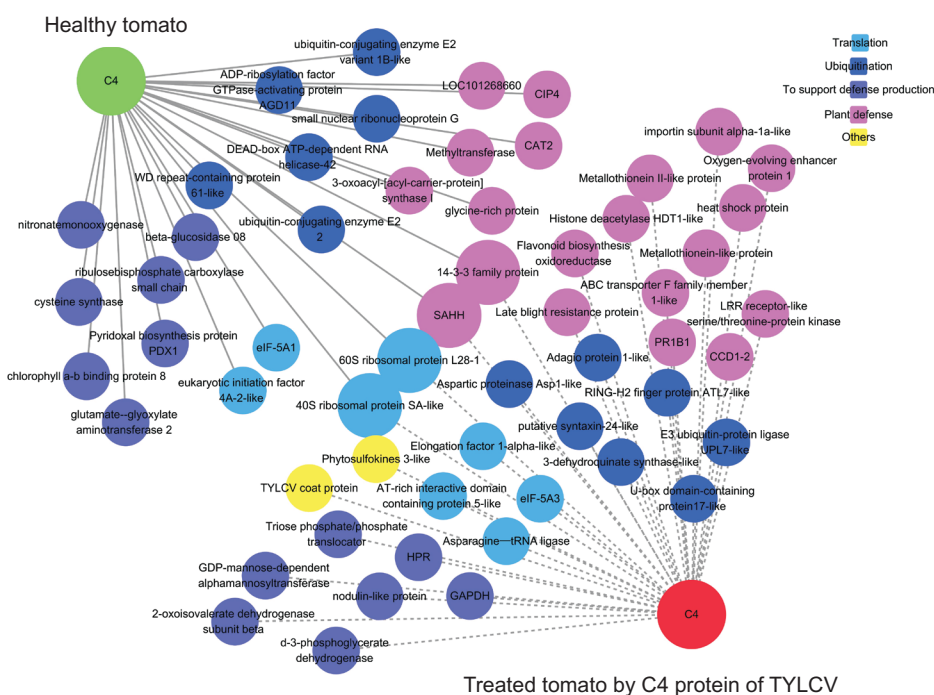 Healthy tomato
C4
ubiquitin-conjugating enzyme E2
variant 1B-like
ADP-ribosylation factor
GTPase-activating protein
AGD11
LOC101268660
CIP4
small nuclear ribonucleoprotein G
DEAD-box ATP-dependent RNA
helicase-42
Methyltransferase
CAT2
WD repeat-containing protein
61-like
3-oxoacyl-[acyl-carrier-protein]
synthase I
glycine-rich protein
ubiquitin-conjugating enzyme E2
2
nitronatemonooxygenase
beta-glucosidase 08
ribulosebisphosphate carboxylase
small chain
cysteine synthase
Pyridoxal biosynthesis protein
PDX1
chlorophyll a-b binding protein 8
glutamate--glyoxylate
aminotransferase 2
eIF-5A1
eukaryotic initiation factor
4A-2-like
14-3-3 family protein
SAHH
60S ribosomal protein L28-1
40S ribosomal protein SA-like
Translation
Ubiquitination
To support defense production
Plant defense
Others
importin subunit alpha-1a-like
Oxygen-evolving enhancer
protein 1
Metallothionein II-like protein
heat shock protein
Histone deacetylase HDT1-like
Flavonoid biosynthesis
oxidoreductase
Metallothionein-like protein
ABC transporter F family member
1-like
Late blight resistance protein
LRR receptor-like
serine/threonine-protein kinase
PR1B1
CCD1-2
Adagio protein 1-like
Aspartic proteinase Asp1-like
RING-H2 finger protein ATL7-like
putative syntaxin-24-like
E3 ubiquitin-protein ligase
UPL7-like
3-dehydroquinate synthase-like
U-box domain-containing
protein17-like
Elongation factor 1-alpha-like
Phytosulfokines 3-like
TYLCV coat protein
AT-rich interactive domain
containing protein 5-like
eIF-5A3
Asparagine—tRNA ligase
Triose phosphate/phosphate
translocator
HPR
GDP-mannose-dependent
alphamannosyltransferase
nodulin-like protein
GAPDH
2-oxoisovalerate dehydrogenase
subunit beta
d-3-phosphoglycerate
dehydrogenase
C4
Treated tomato by C4 protein of TYLCV